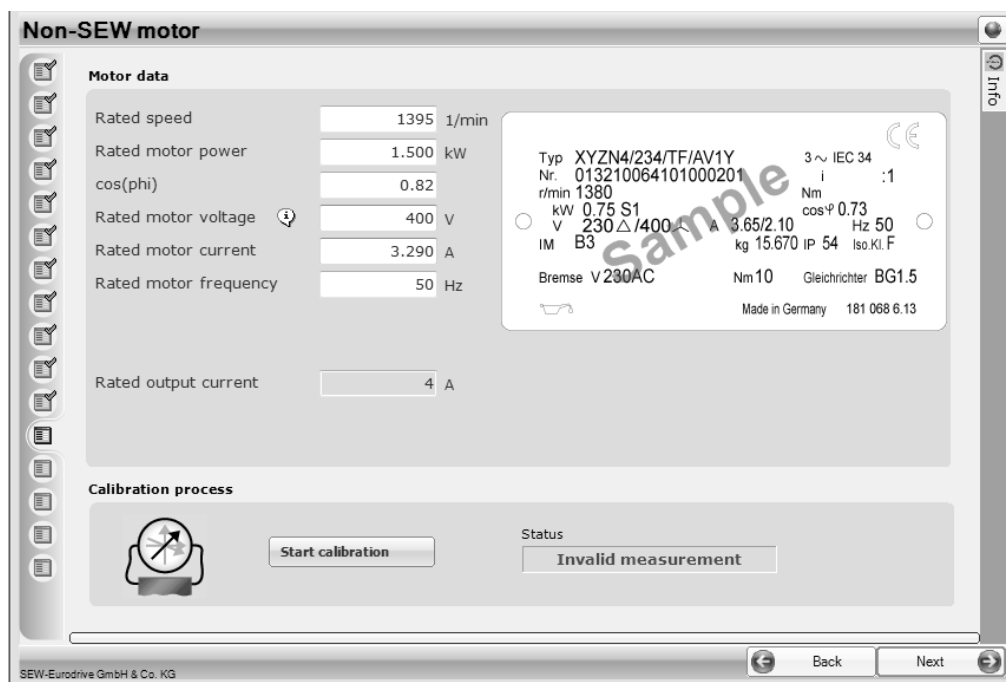 Non-SEW motor
Info
Motor data
Rated speed 1395 1/min
Rated motor power 1.500 kW
cos(phi) 0.82
Rated motor voltage 400 V
Rated motor current 3.290 A
Rated motor frequency 50 Hz
Rated output current 4 A
CE
Typ XYZN4/234/TF/AV1Y 3 ~ IEC 34
Nr. 013210064101000201 i :1
r/min 1380 Nm
kW 0.75 S1 cosφ 0.73
V 230△/400⅄ A 3.65/2.10 Hz 50
IM B3 kg 15.670 IP 54 Iso.Kl. F
Bremse V 230AC Nm 10 Gleichrichter BG1.5
Made in Germany 181 068 6.13
Sample
Calibration process
Start calibration
Status
Invalid measurement
SEW-Eurodrive GmbH & Co. KG
Back
Next